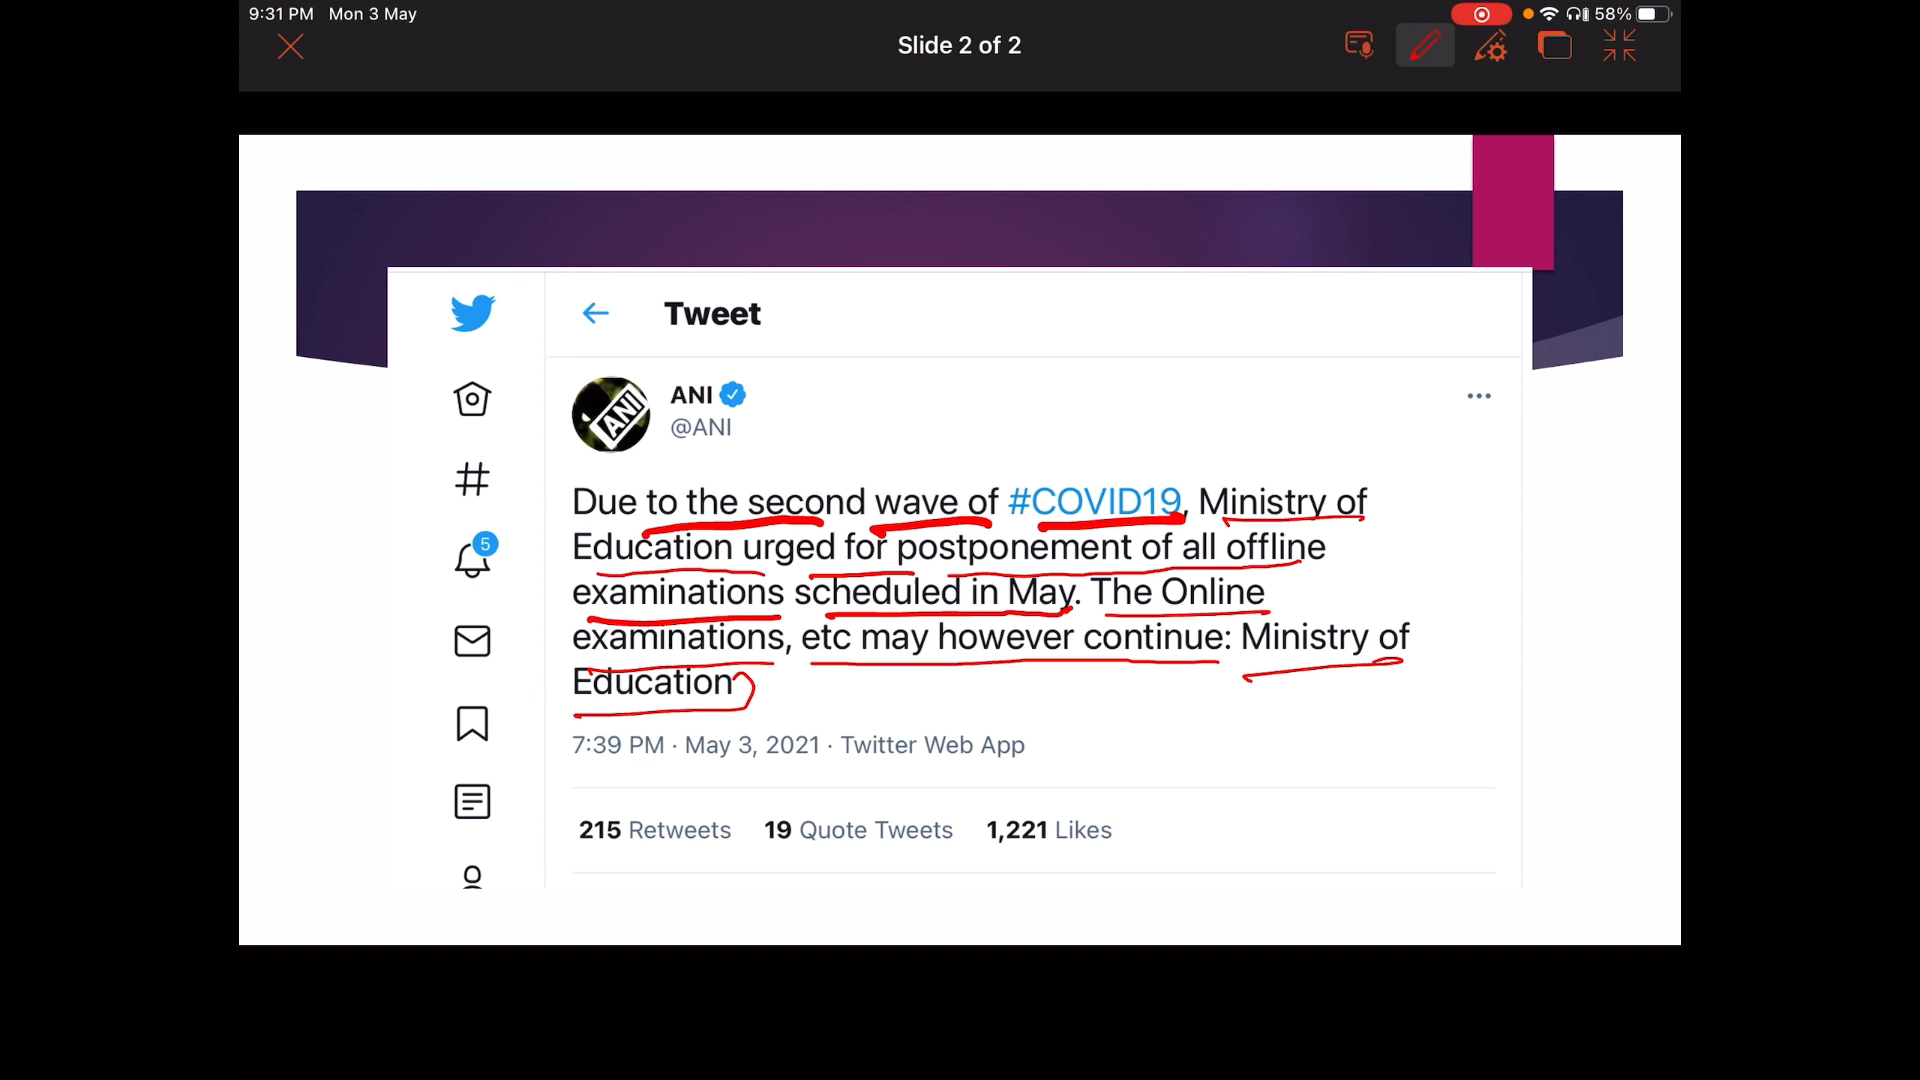 9:31 PM Mon 3 May
58%
Slide 2 of 2
Tweet
ANI
ANI
@ANI
5
Due to the second wave of #COVID19, Ministry of
Education urged for postponement of all offline
examinations scheduled in May. The Online
examinations, etc may however continue: Ministry of
Education
7:39 PM · May 3, 2021 · Twitter Web App
215 Retweets 19 Quote Tweets 1,221 Likes